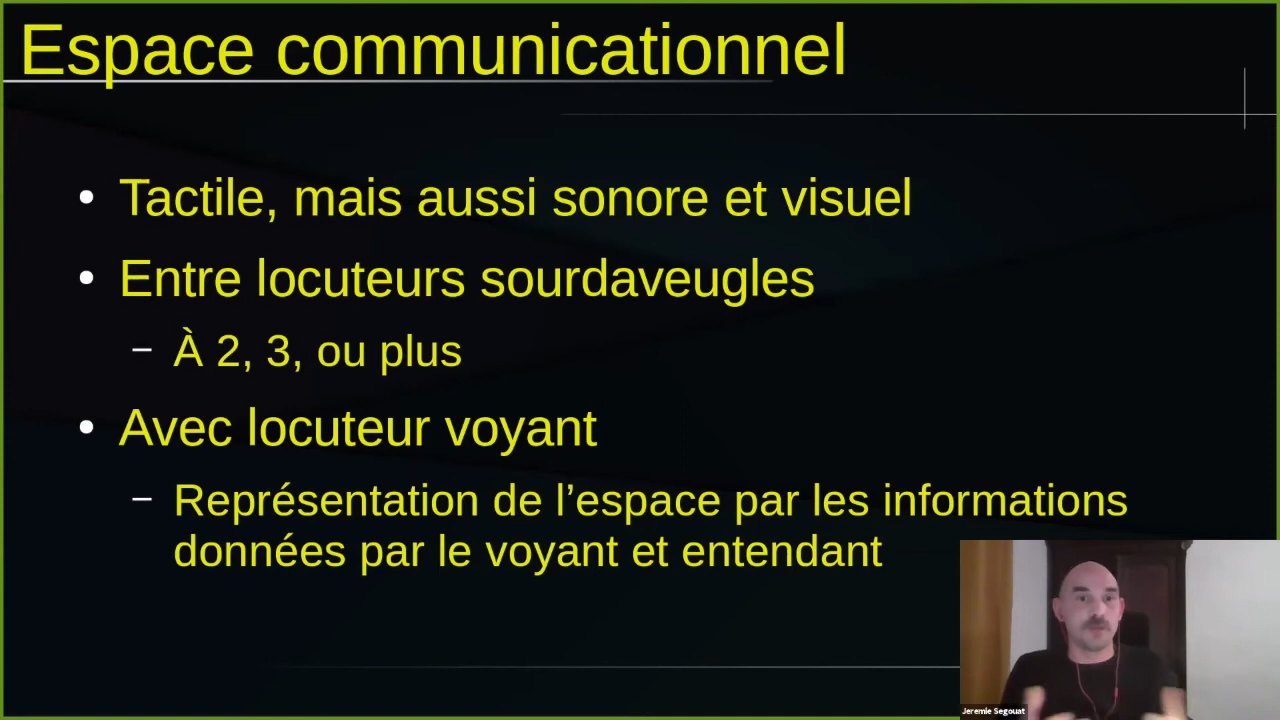 Espace communicationnel
• Tactile, mais aussi sonore et visuel
• Entre locuteurs sourdaveugles
– À 2, 3, ou plus
• Avec locuteur voyant
– Représentation de l’espace par les informations
données par le voyant et entendant
Jeremie Segouat